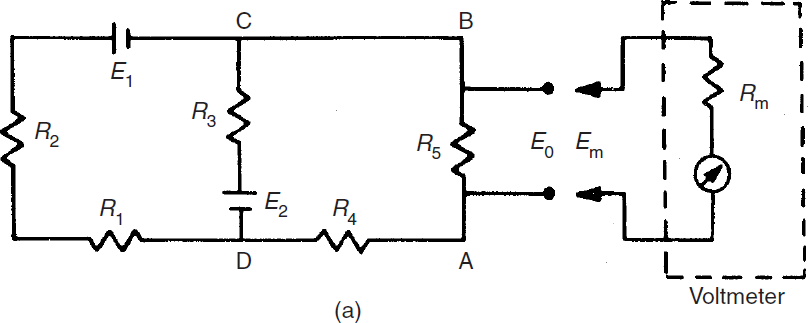 C B
E1
R3 Rm
R2 R5 E0 Em
R1 E2 R4
D A
Voltmeter
(a)